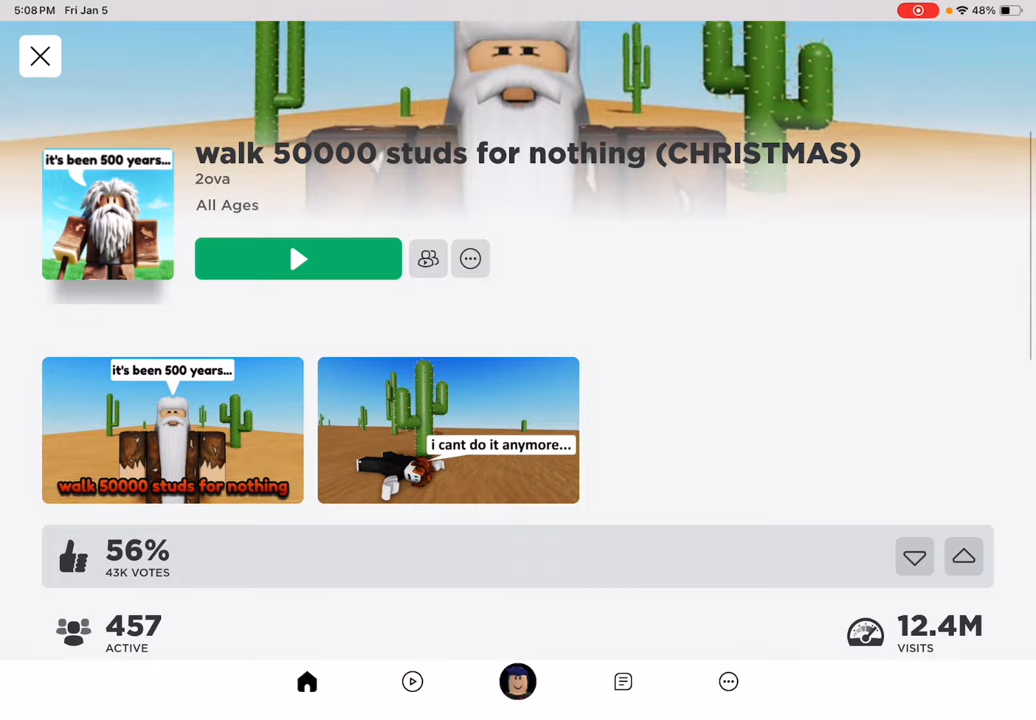 5:08 PM Fri Jan 5
48%
walk 50000 studs for nothing (CHRISTMAS)
it's been 500 years...
2ova
All Ages
it's been 500 years...
walk 50000 studs for nothing
i cant do it anymore...
56%
43K VOTES
457
ACTIVE
12.4M
VISITS